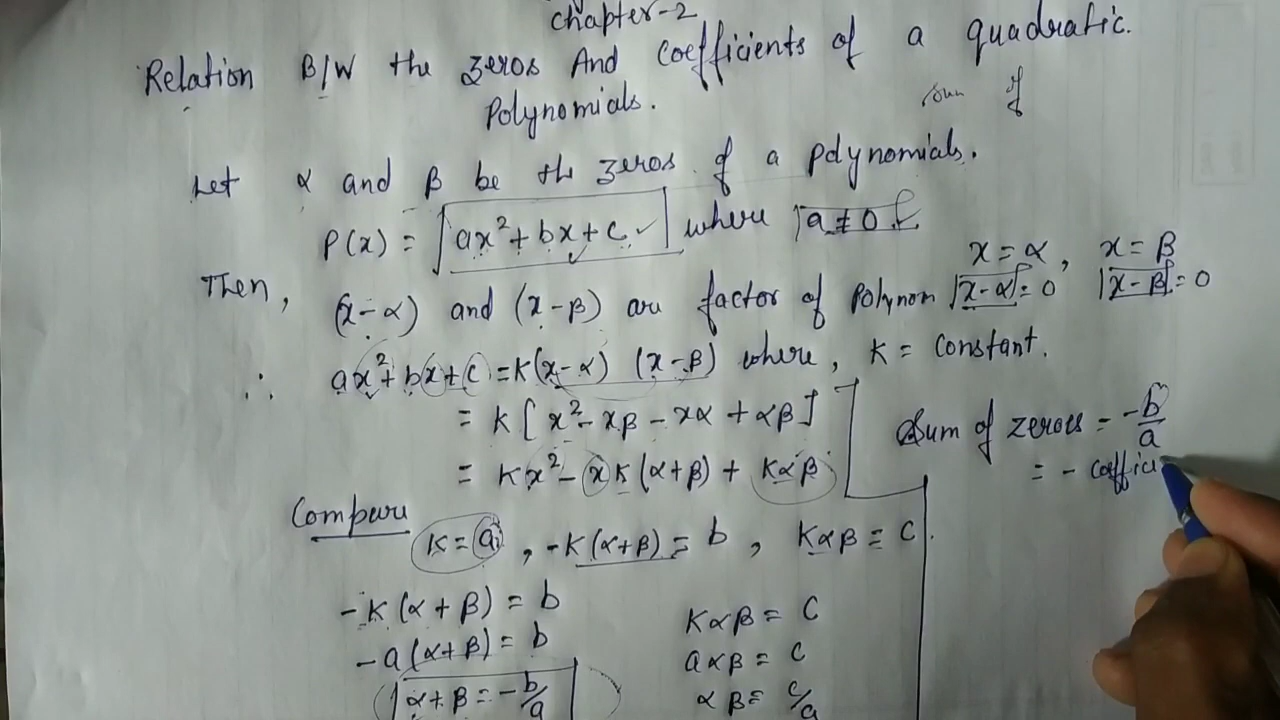 chapter-2
Relation B/W the zeros And coefficients of a quadratic.
Polynomials.
sum of
Let α and β be the zeros of a polynomials.
P(x) = ax²+bx+c ✓ where a ≠ 0 ✓
x = α, x = β
Then, (x-α) and (x-β) are factor of Polynom x-α = 0 x-β = 0
∴ ax²+bx+c = K(x-α) (x-β) where, K = constant.
= K [x²-xβ-xα+αβ]
= Kx²-xK(α+β)+Kαβ
Sum of zeroes = -b/a
= - coffici
Compare
K = a, -K(α+β) = b, Kαβ = c.
-K(α+β) = b Kαβ = c
-a(α+β) = b aαβ = c
α+β = -b/a αβ = c/a